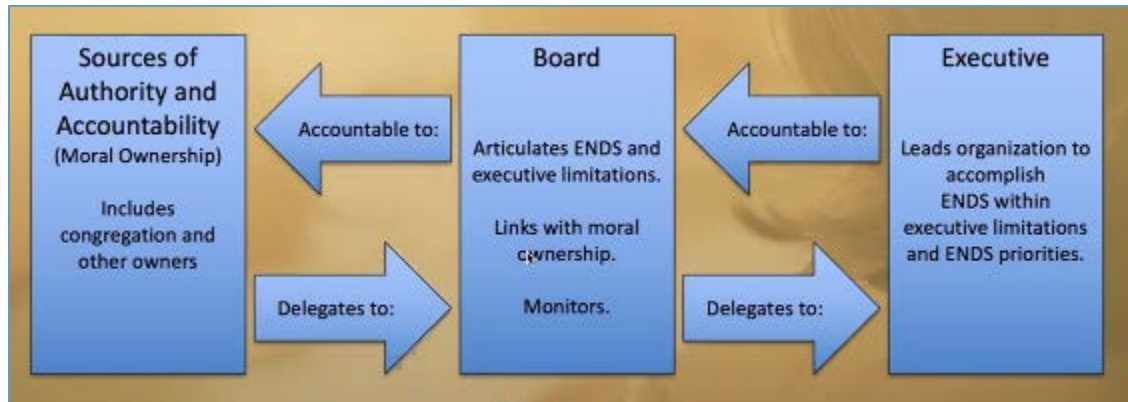 Sources of
Authority and
Accountability
(Moral Ownership)
Includes
congregation and
other owners
Accountable to:
Delegates to:
Board
Articulates ENDS and
executive limitations.
Links with moral
ownership.
Monitors.
Accountable to:
Delegates to:
Executive
Leads organization to
accomplish
ENDS within
executive limitations
and ENDS priorities.